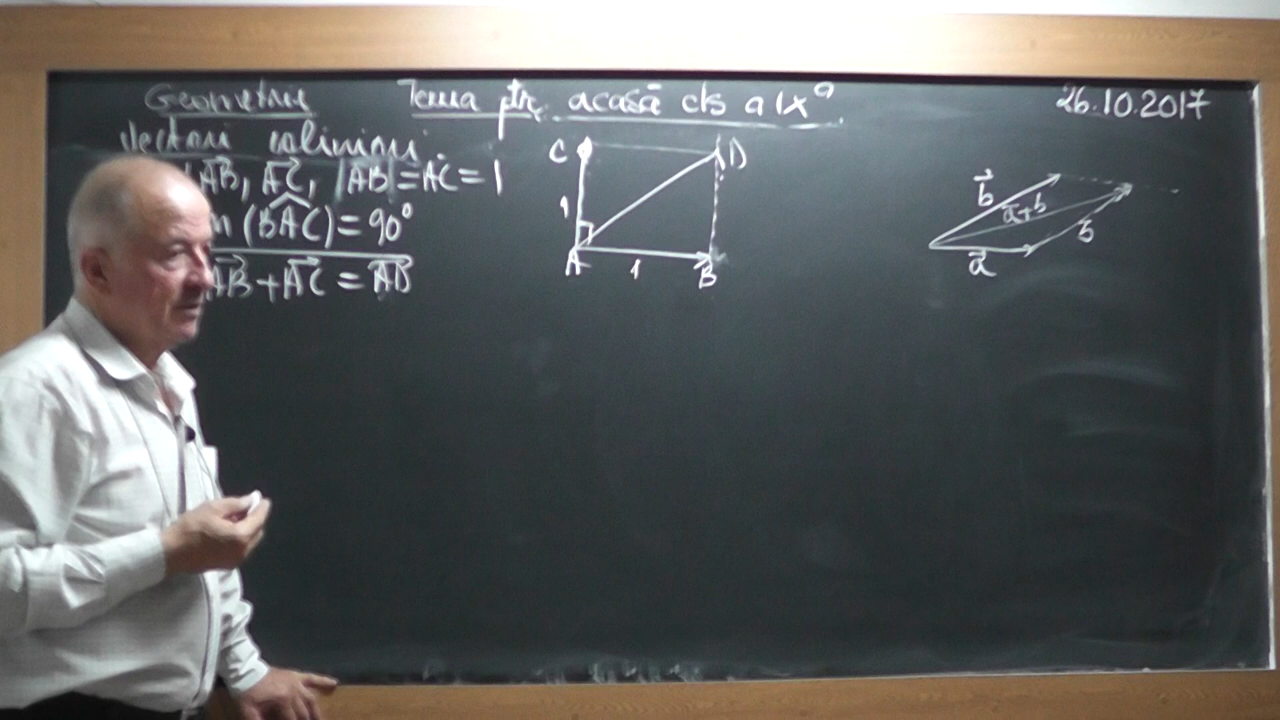 Geometrie Tema ptr. acasă cls a IX a 26.10.2017
Vectori coliniari.
AB, AC, |AB|=AC=1
(BAC)=90°
AB+AC=AD
C D
1
A 1 B
b a+b b
a